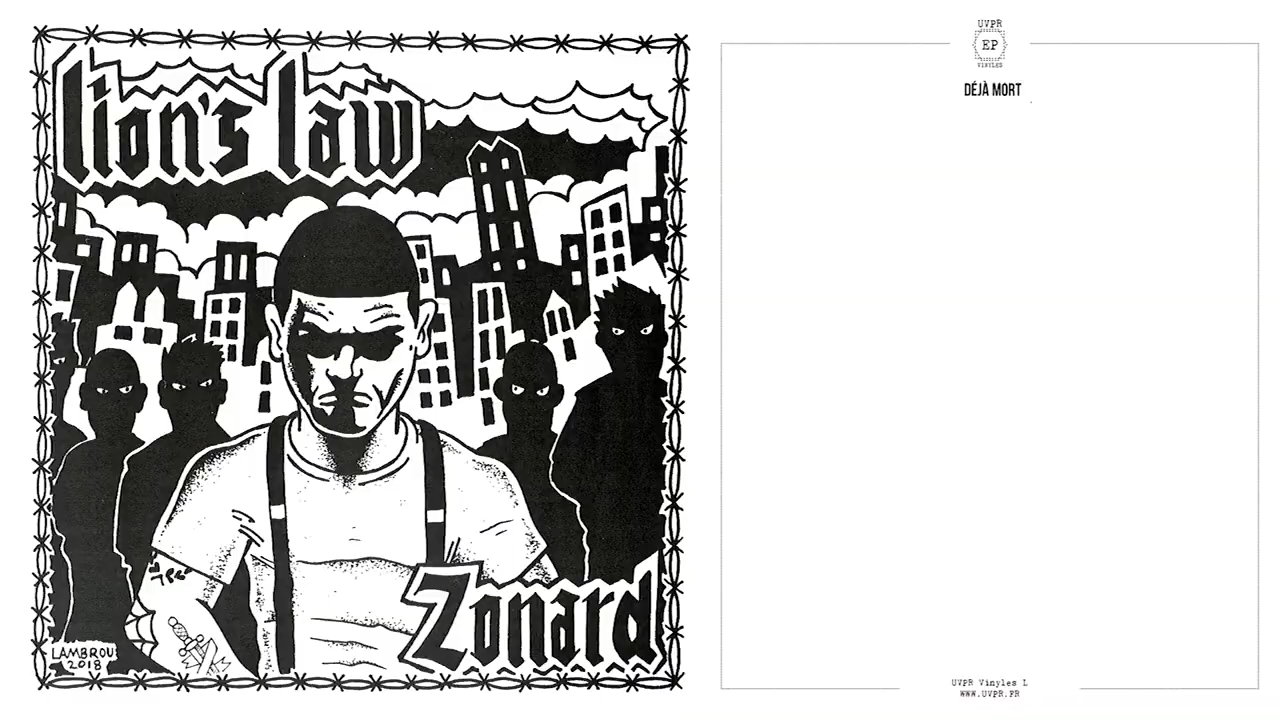 lion's law
Zonard
LAMBROU
2018
UVPR
EP
VINYLES
DÉJÀ MORT
UVPR Vinyles L
WWW.UVPR.FR